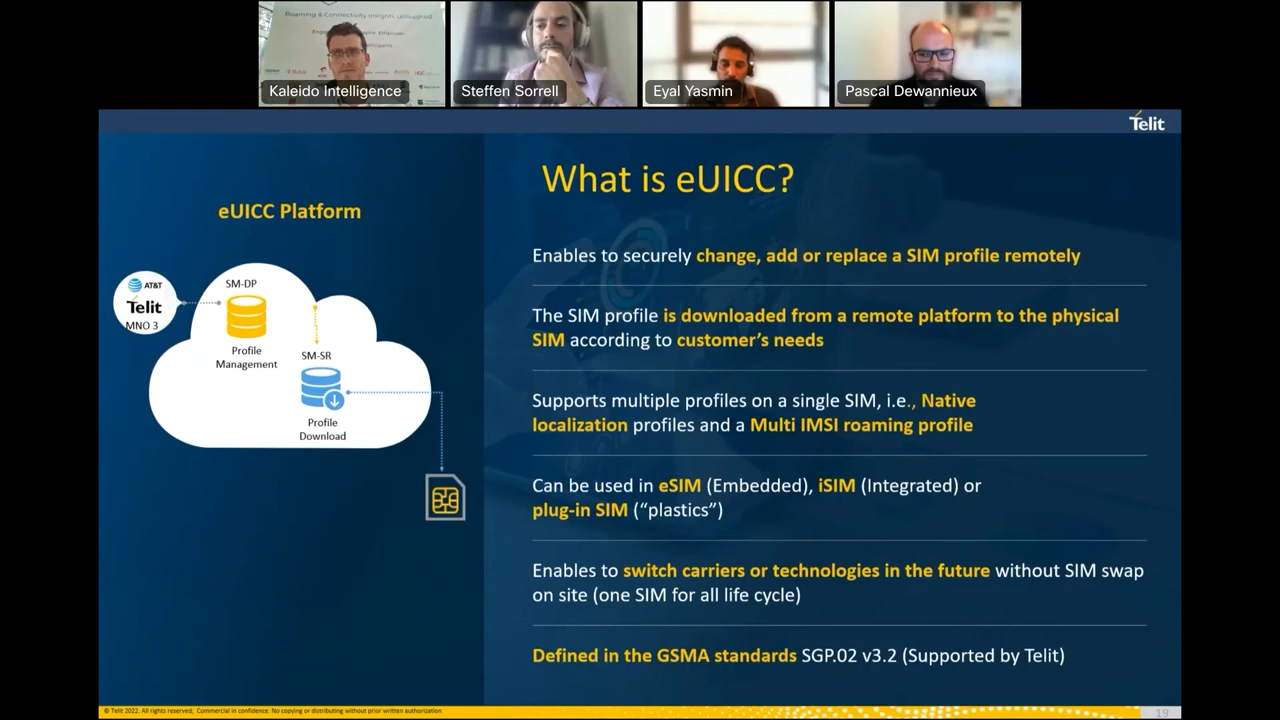 Roaming & Connectivity Insights Unleashed
Kaleido Intelligence
Steffen Sorrell
Eyal Yasmin
Pascal Dewannieux
Telit
What is eUICC?
eUICC Platform
AT&T
Telit
MNO 3
SM-DP
Profile
Management
SM-SR
Profile
Download
Enables to securely change, add or replace a SIM profile remotely
The SIM profile is downloaded from a remote platform to the physical
SIM according to customer’s needs
Supports multiple profiles on a single SIM, i.e., Native
localization profiles and a Multi IMSI roaming profile
Can be used in eSIM (Embedded), iSIM (Integrated) or
plug-in SIM (“plastics”)
Enables to switch carriers or technologies in the future without SIM swap
on site (one SIM for all life cycle)
Defined in the GSMA standards SGP.02 v3.2 (Supported by Telit)
© Telit 2022. All rights reserved, Commercial in confidence. No copying or distributing without prior written authorization
19